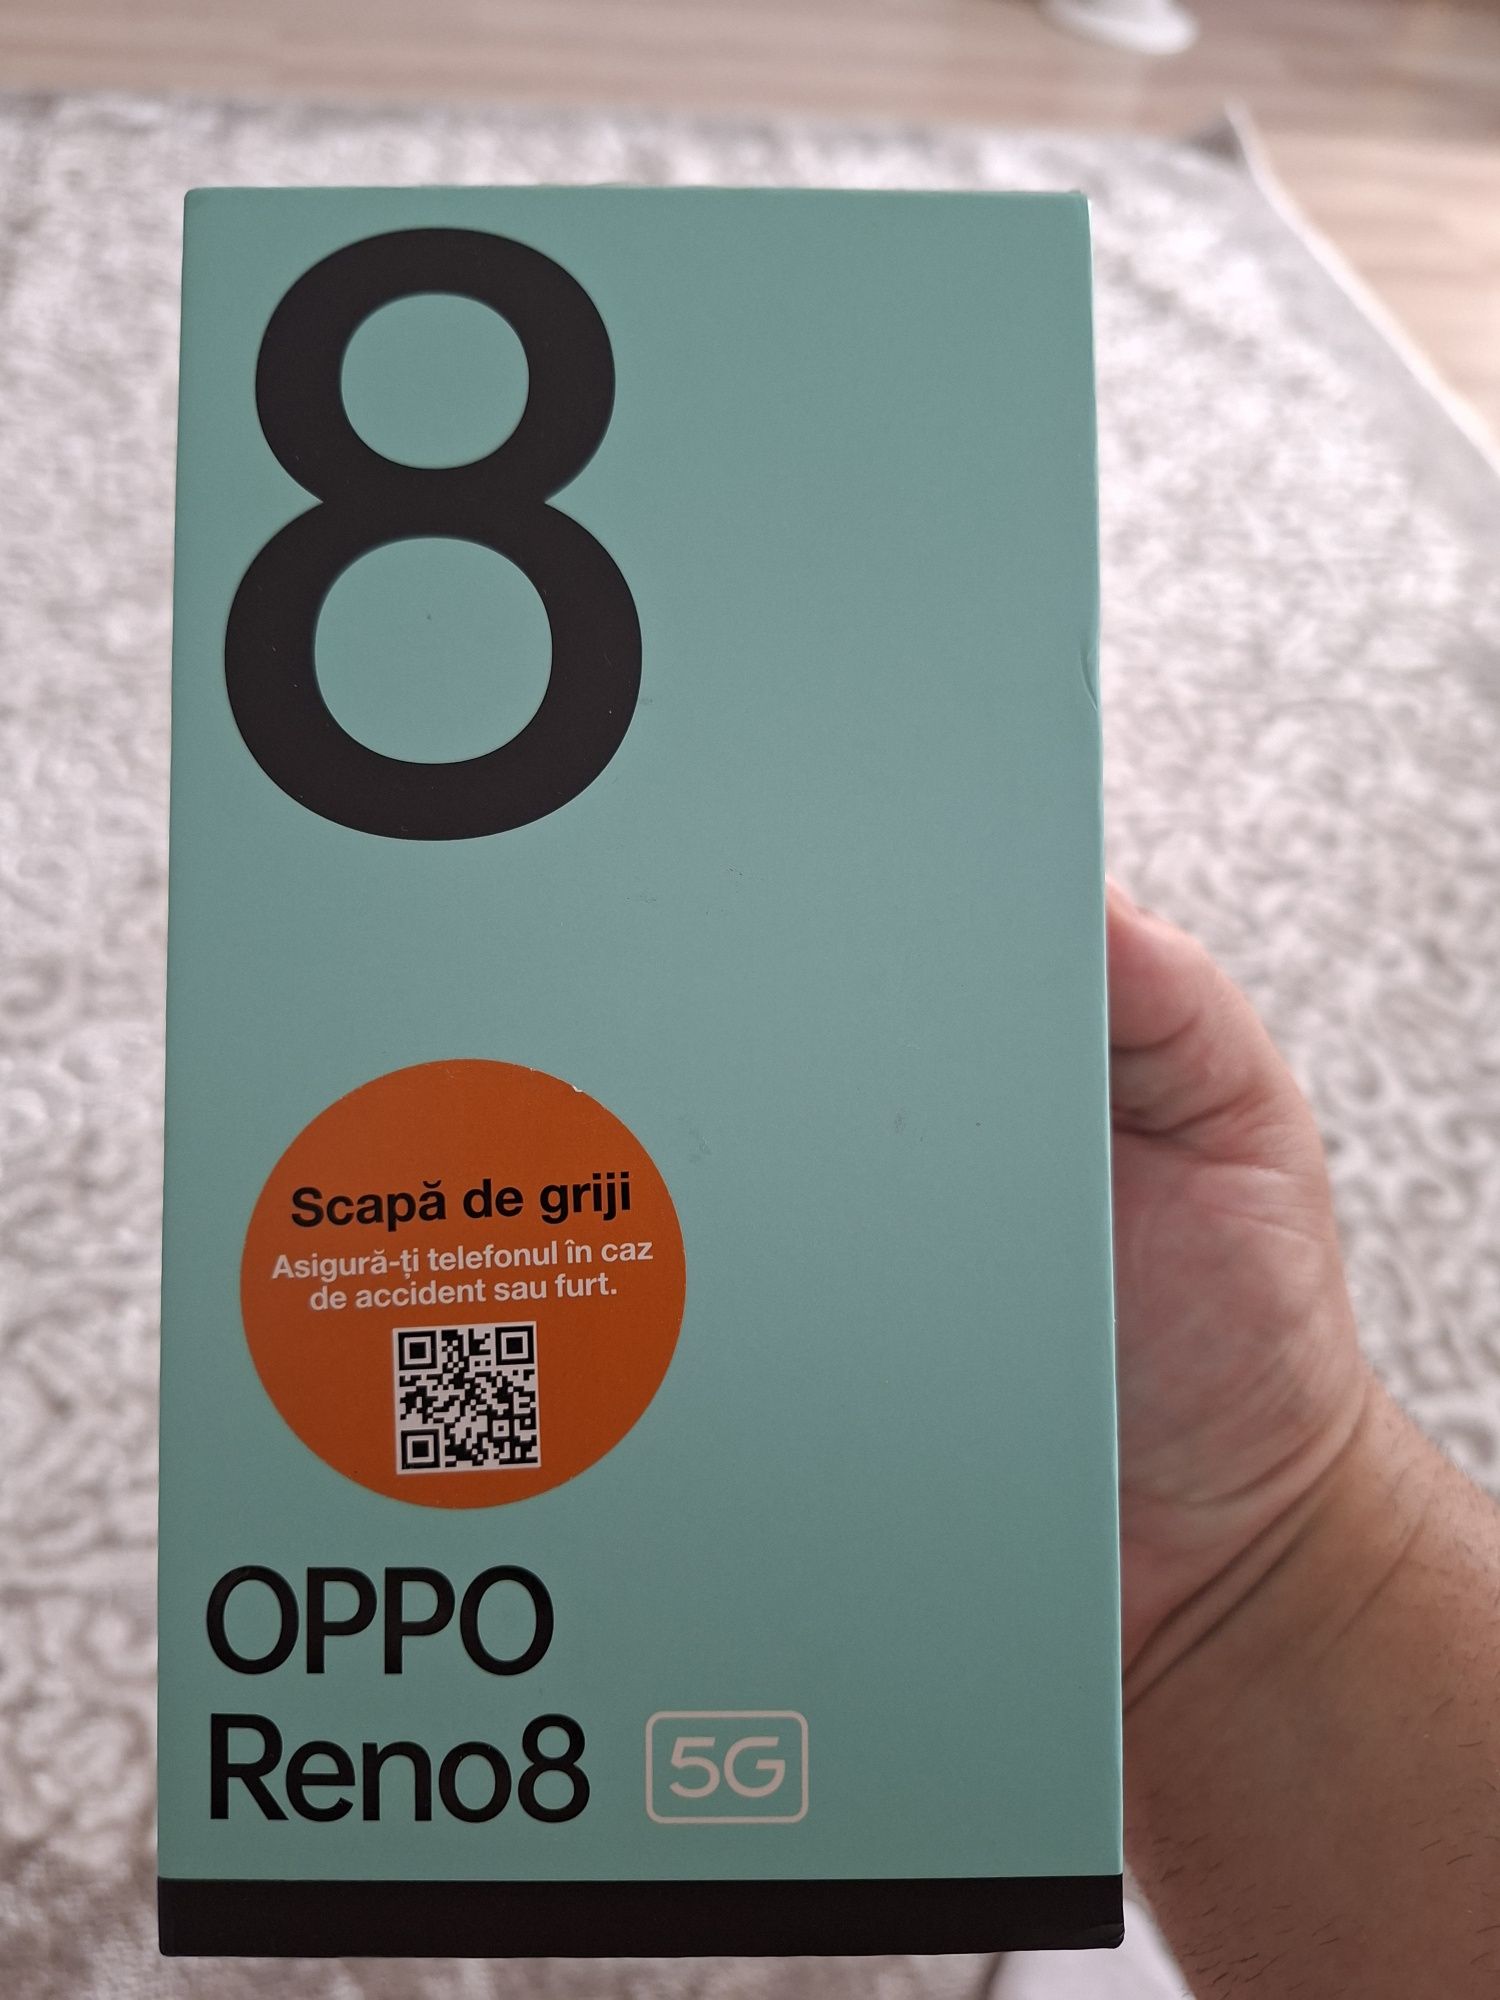 8
Scapă de griji
Asigură-ți telefonul în caz
de accident sau furt.
OPPO
Reno8 5G